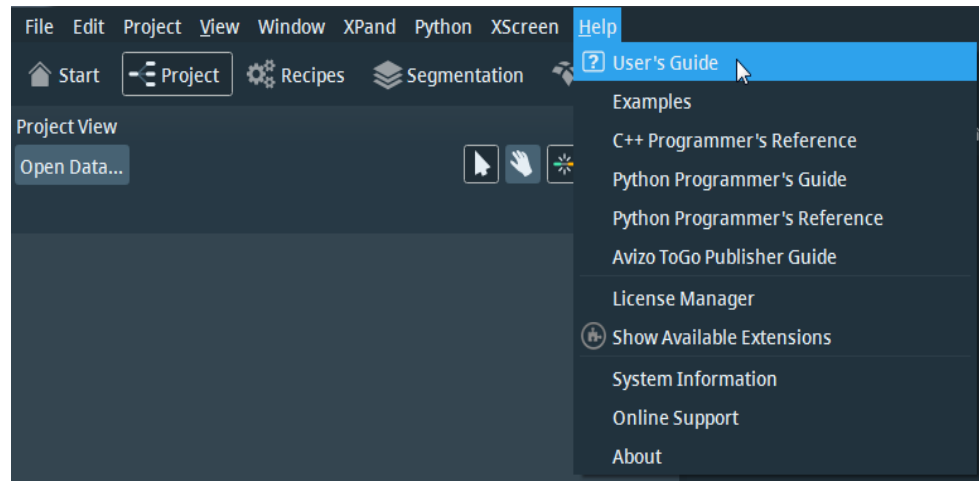 File Edit Project View Window XPand Python XScreen Help
Start Project Recipes Segmentation
Project View
Open Data...
? User's Guide
Examples
C++ Programmer's Reference
Python Programmer's Guide
Python Programmer's Reference
Avizo ToGo Publisher Guide
License Manager
Show Available Extensions
System Information
Online Support
About